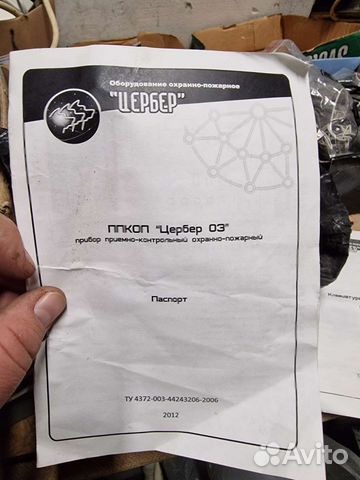 Оборудование охранно-пожарное
"ЦЕРБЕР"
ППКОП "Цербер 03"
прибор приемно-контрольный охранно-пожарный
Паспорт
ТУ 4372-003-44243206-2006
2012
Клавиатур
Avito